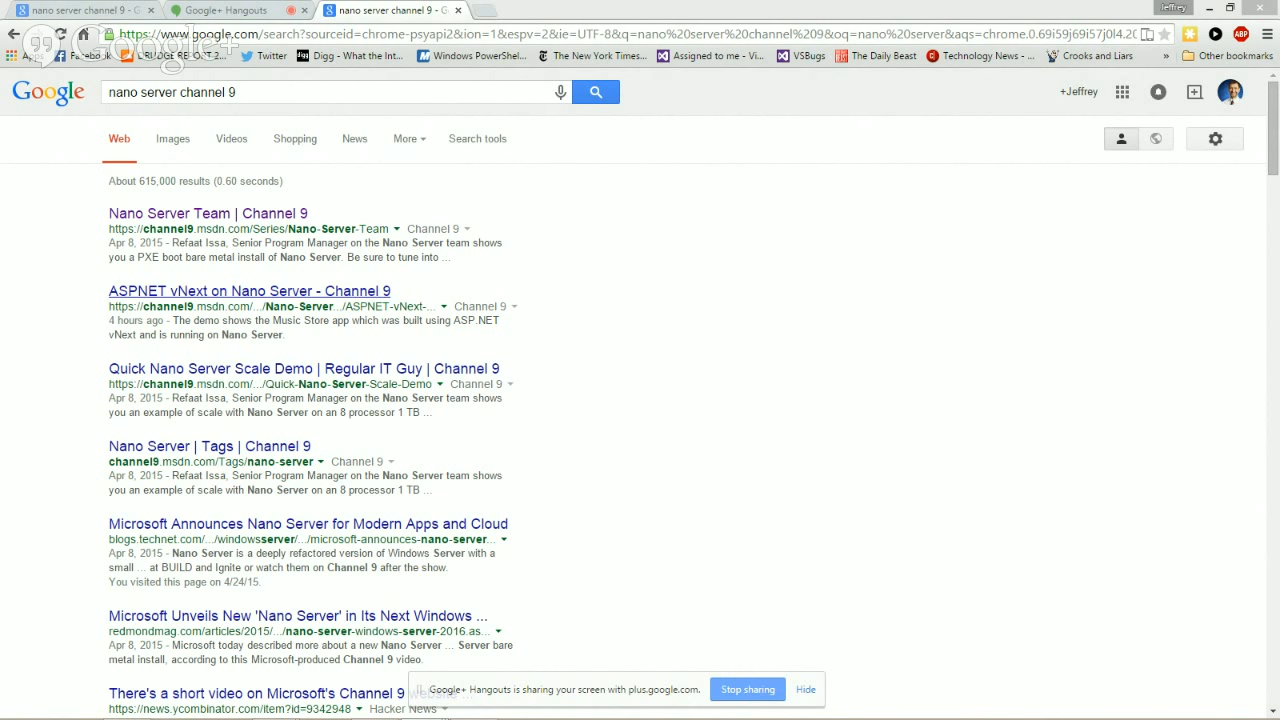 nano server channel 9 - G
Google+ Hangouts
nano server channel 9 - G
Jeffrey
Google+
https://www.google.com/search?sourceid=chrome-psyapi2&ion=1&espv=2&ie=UTF-8&q=nano%20server%20channel%209&oq=nano%20server&aqs=chrome.0.69i59j69i57j0l4.20
Facebook
DRUDGE REPORT 2...
Twitter
Digg - What the Int...
Windows PowerShel...
The New York Times...
Assigned to me - Vi...
VSBugs
The Daily Beast
Technology News - ...
Crooks and Liars
»
Other bookmarks
Google
nano server channel 9
+Jeffrey
Web
Images
Videos
Shopping
News
More
Search tools
About 615,000 results (0.60 seconds)
Nano Server Team | Channel 9
https://channel9.msdn.com/Series/Nano-Server-Team Channel 9
Apr 8, 2015 - Refaat Issa, Senior Program Manager on the Nano Server team shows
you a PXE boot bare metal install of Nano Server. Be sure to tune into ...
ASPNET vNext on Nano Server - Channel 9
https://channel9.msdn.com/.../Nano-Server.../ASPNET-vNext-... Channel 9
4 hours ago - The demo shows the Music Store app which was built using ASP.NET
vNext and is running on Nano Server.
Quick Nano Server Scale Demo | Regular IT Guy | Channel 9
https://channel9.msdn.com/.../Quick-Nano-Server-Scale-Demo Channel 9
Apr 8, 2015 - Refaat Issa, Senior Program Manager on the Nano Server team shows
you an example of scale with Nano Server on an 8 processor 1 TB ...
Nano Server | Tags | Channel 9
channel9.msdn.com/Tags/nano-server Channel 9
Apr 8, 2015 - Refaat Issa, Senior Program Manager on the Nano Server team shows
you an example of scale with Nano Server on an 8 processor 1 TB ...
Microsoft Announces Nano Server for Modern Apps and Cloud
blogs.technet.com/.../windowsserver/.../microsoft-announces-nano-server...
Apr 8, 2015 - Nano Server is a deeply refactored version of Windows Server with a
small ... at BUILD and Ignite or watch them on Channel 9 after the show.
You visited this page on 4/24/15.
Microsoft Unveils New 'Nano Server' in Its Next Windows ...
redmondmag.com/articles/2015/.../nano-server-windows-server-2016.as...
Apr 8, 2015 - Microsoft today described more about a new Nano Server ... Server bare
metal install, according to this Microsoft-produced Channel 9 video.
Google+ Hangouts is sharing your screen with plus.google.com.
Stop sharing
Hide
There's a short video on Microsoft's Channel 9 website
https://news.ycombinator.com/item?id=9342948 Hacker News